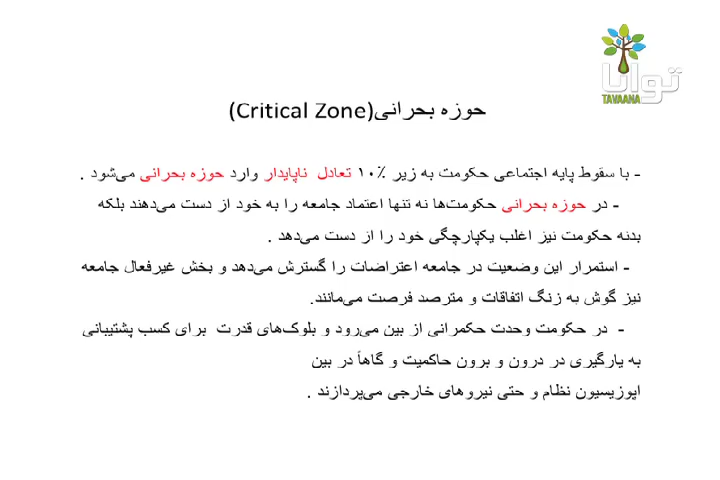 توانا
TAVAANA
حوزه بحرانی(Critical Zone)
- با سقوط پایه اجتماعی حکومت به زیر ۱۰٪ تعادل ناپایدار وارد حوزه بحرانی می‌شود .
- در حوزه بحرانی حکومت‌ها نه تنها اعتماد جامعه را به خود از دست می‌دهند بلکه
بدنه حکومت نیز اغلب یکپارچگی خود را از دست می‌دهد .
- استمرار این وضعیت در جامعه اعتراضات را گسترش می‌دهد و بخش غیرفعال جامعه
نیز گوش به زنگ اتفاقات و مترصد فرصت می‌مانند.
- در حکومت وحدت حکمرانی از بین می‌رود و بلوک‌های قدرت برای کسب پشتیبانی
به یارگیری در درون و برون حاکمیت و گاهاً در بین
اپوزیسیون نظام و حتی نیروهای خارجی می‌پردازند .